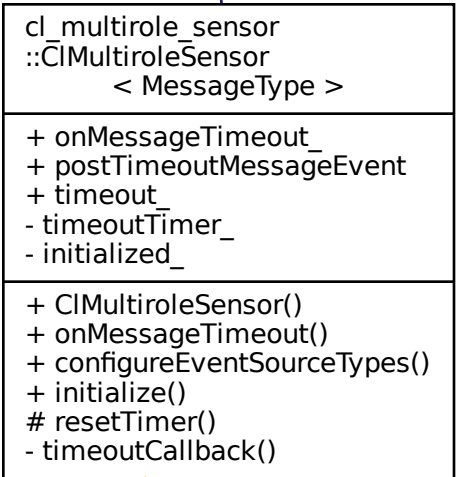 cl_multirole_sensor
::ClMultiroleSensor
< MessageType >
+ onMessageTimeout_
+ postTimeoutMessageEvent
+ timeout_
- timeoutTimer_
- initialized_
+ ClMultiroleSensor()
+ onMessageTimeout()
+ configureEventSourceTypes()
+ initialize()
# resetTimer()
- timeoutCallback()